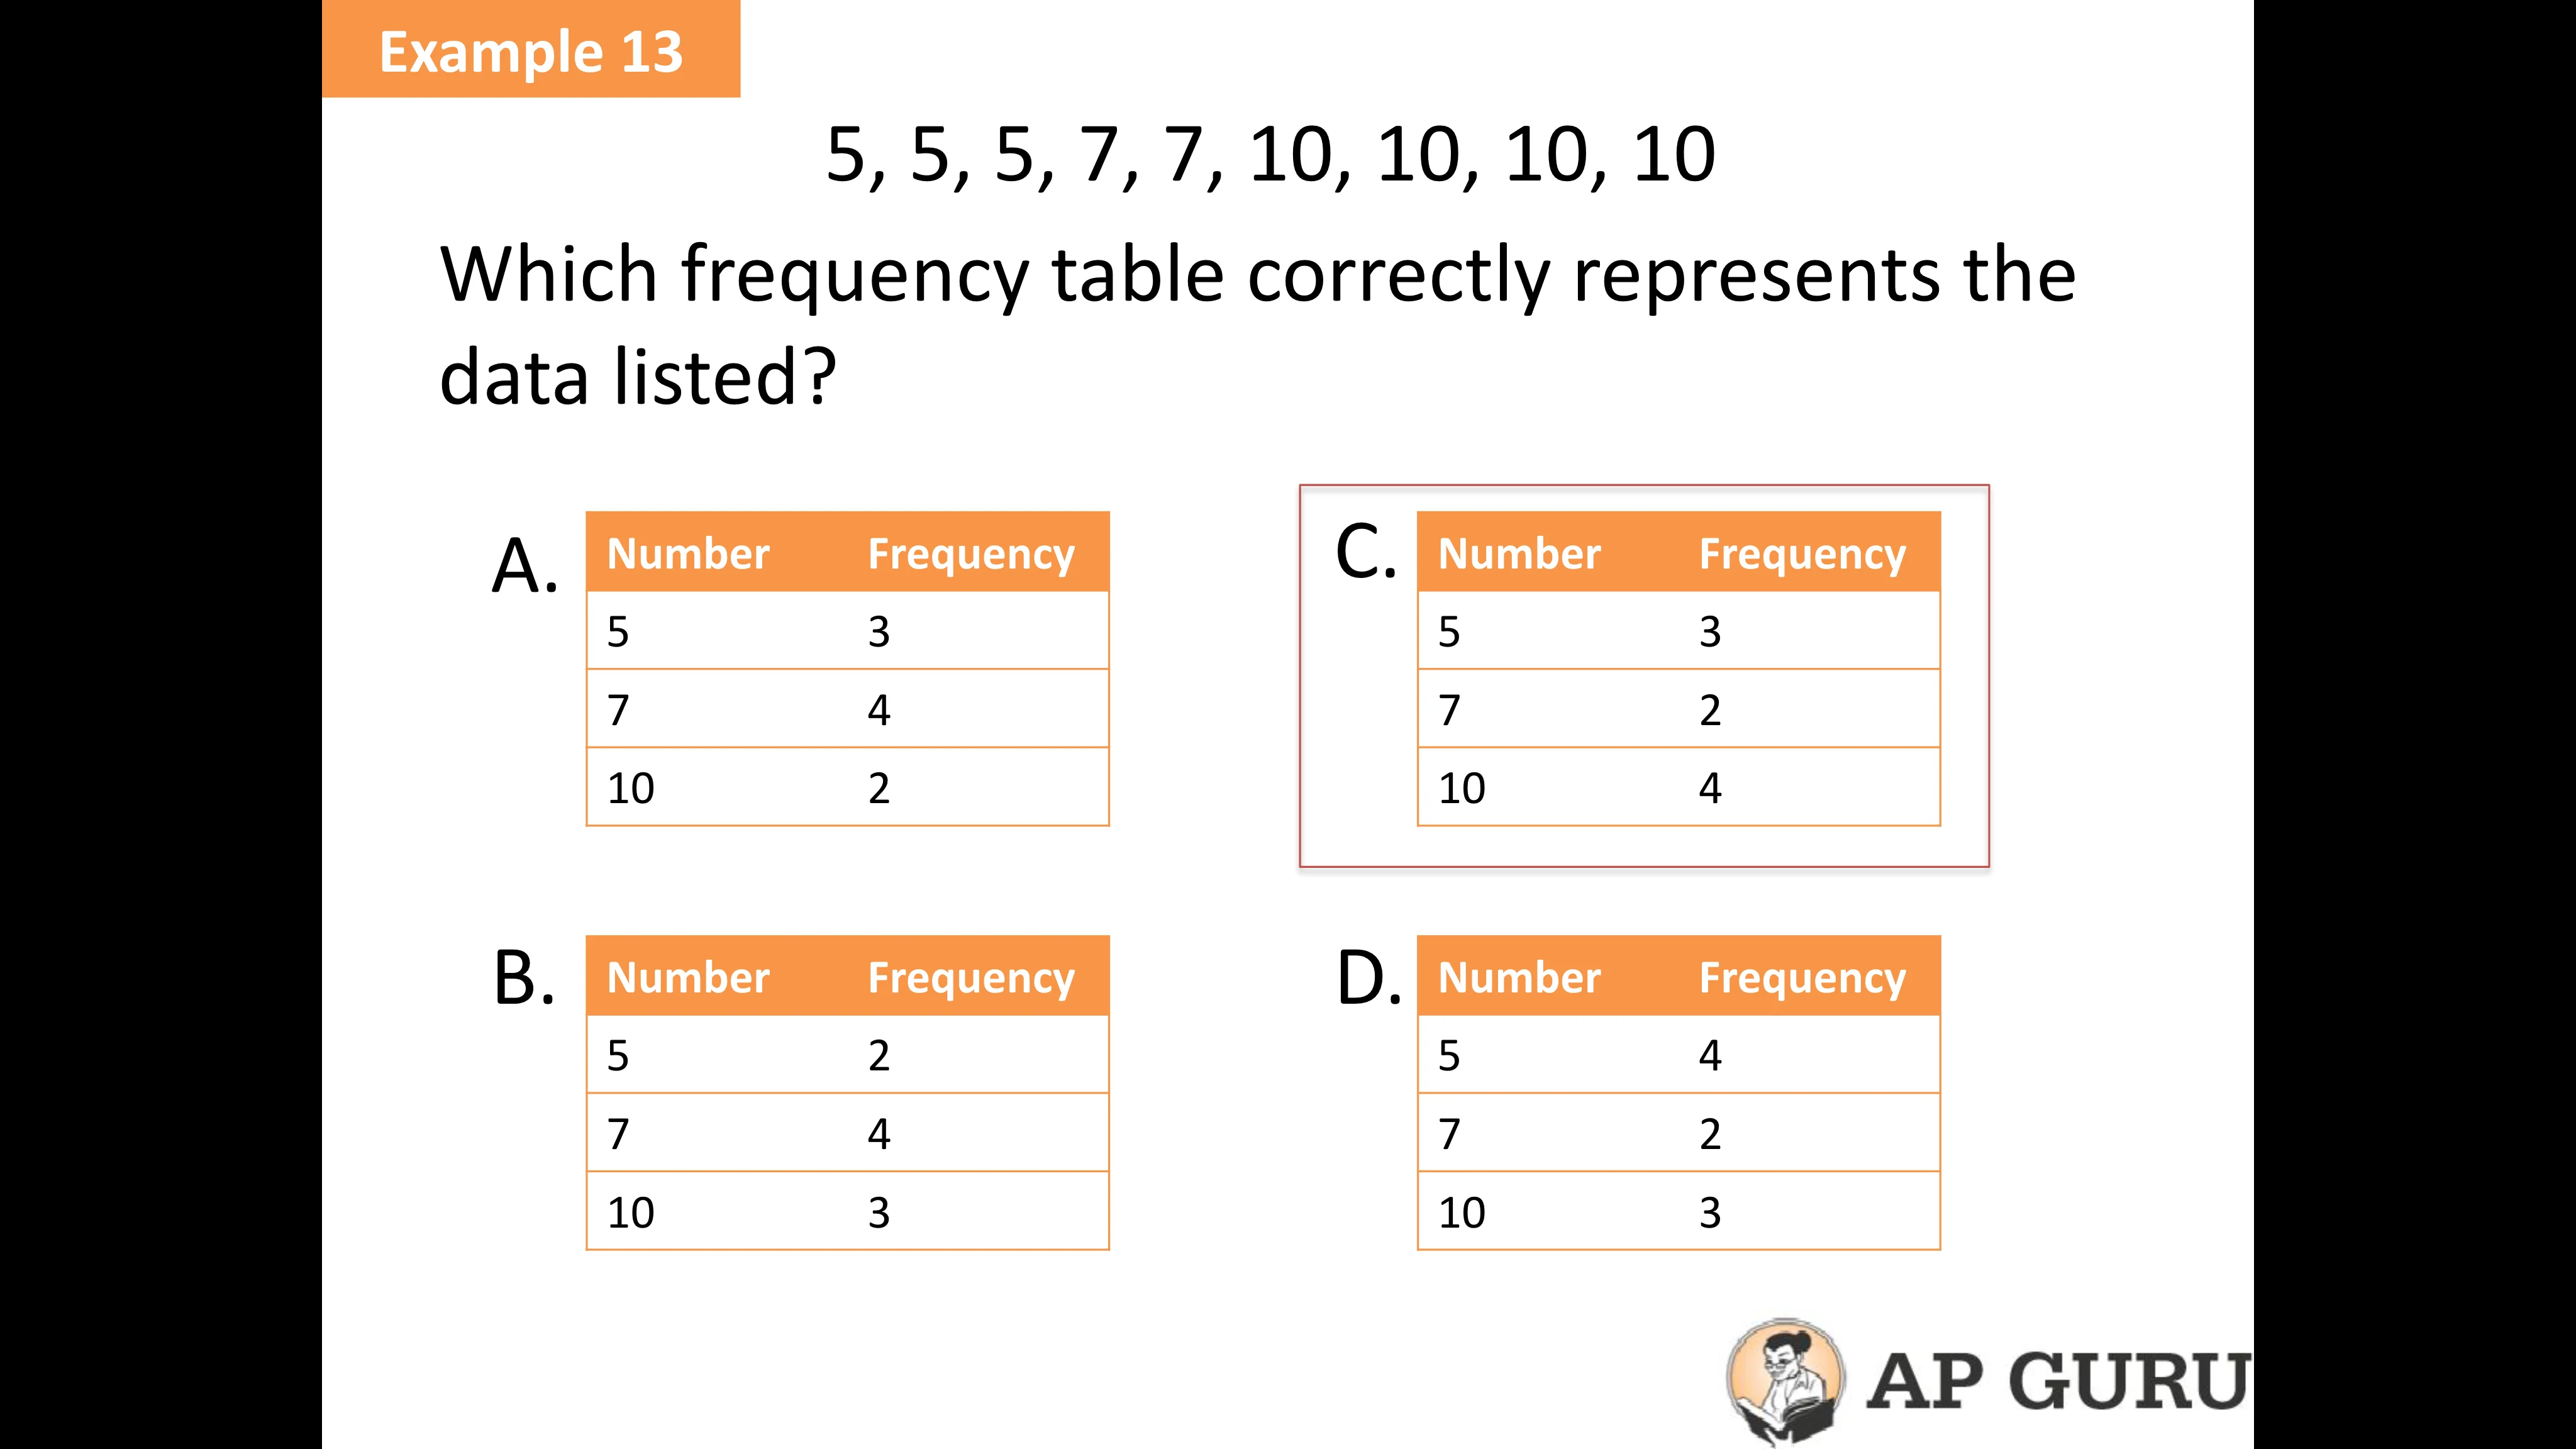 Example 13
5, 5, 5, 7, 7, 10, 10, 10, 10
Which frequency table correctly represents the
data listed?
A.
Number Frequency
5 3
7 4
10 2
C.
Number Frequency
5 3
7 2
10 4
B.
Number Frequency
5 2
7 4
10 3
D.
Number Frequency
5 4
7 2
10 3
AP GURU